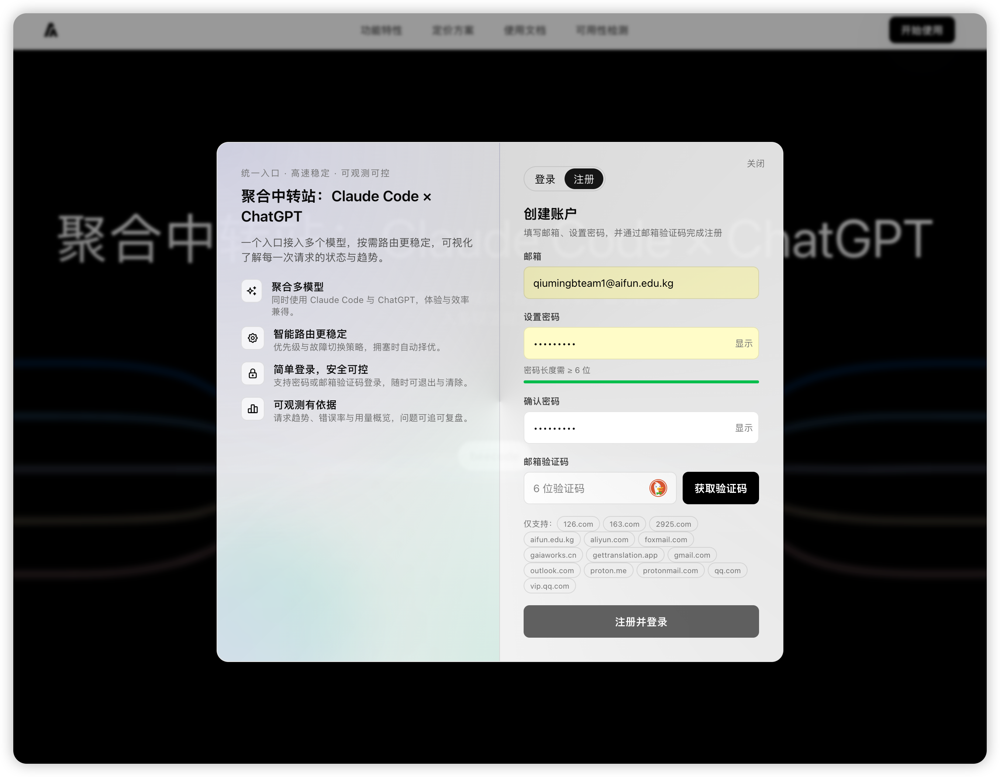 功能特性 定价方案 使用文档 可用性检测 开始使用
聚合中 hatGPT
统一入口 · 高速稳定 · 可观测可控
聚合中转站：Claude Code ×
ChatGPT
一个入口接入多个模型，按需路由更稳定，可视化
了解每一次请求的状态与趋势。
聚合多模型
同时使用 Claude Code 与 ChatGPT，体验与效率
兼得。
智能路由更稳定
优先级与故障切换策略，拥塞时自动择优。
简单登录，安全可控
支持密码或邮箱验证码登录，随时可退出与清除。
可观测有依据
请求趋势、错误率与用量概览，问题可追可复盘。
关闭
登录 注册
创建账户
填写邮箱、设置密码，并通过邮箱验证码完成注册
邮箱
qiumingbteam1@aifun.edu.kg
设置密码
••••••••• 显示
密码长度需 ≥ 6 位
确认密码
••••••••• 显示
邮箱验证码
6 位验证码 获取验证码
仅支持： 126.com 163.com 2925.com
aifun.edu.kg aliyun.com foxmail.com
gaiaworks.cn gettranslation.app gmail.com
outlook.com proton.me protonmail.com qq.com
vip.qq.com
注册并登录